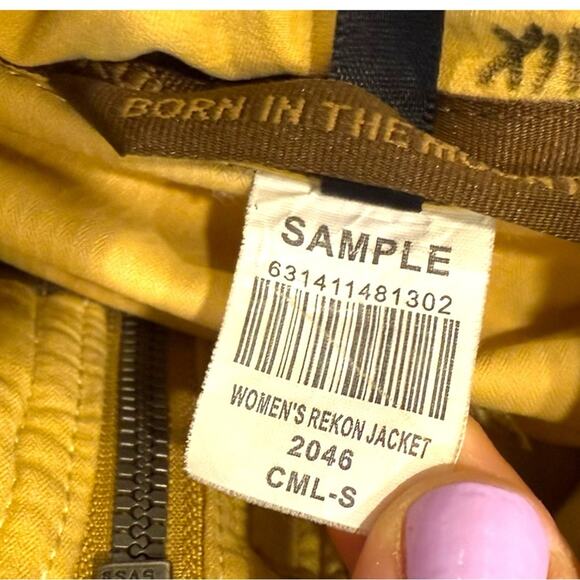 BORN IN THE
SAMPLE
631411481302
WOMEN'S REKON JACKET
2046
CML-S